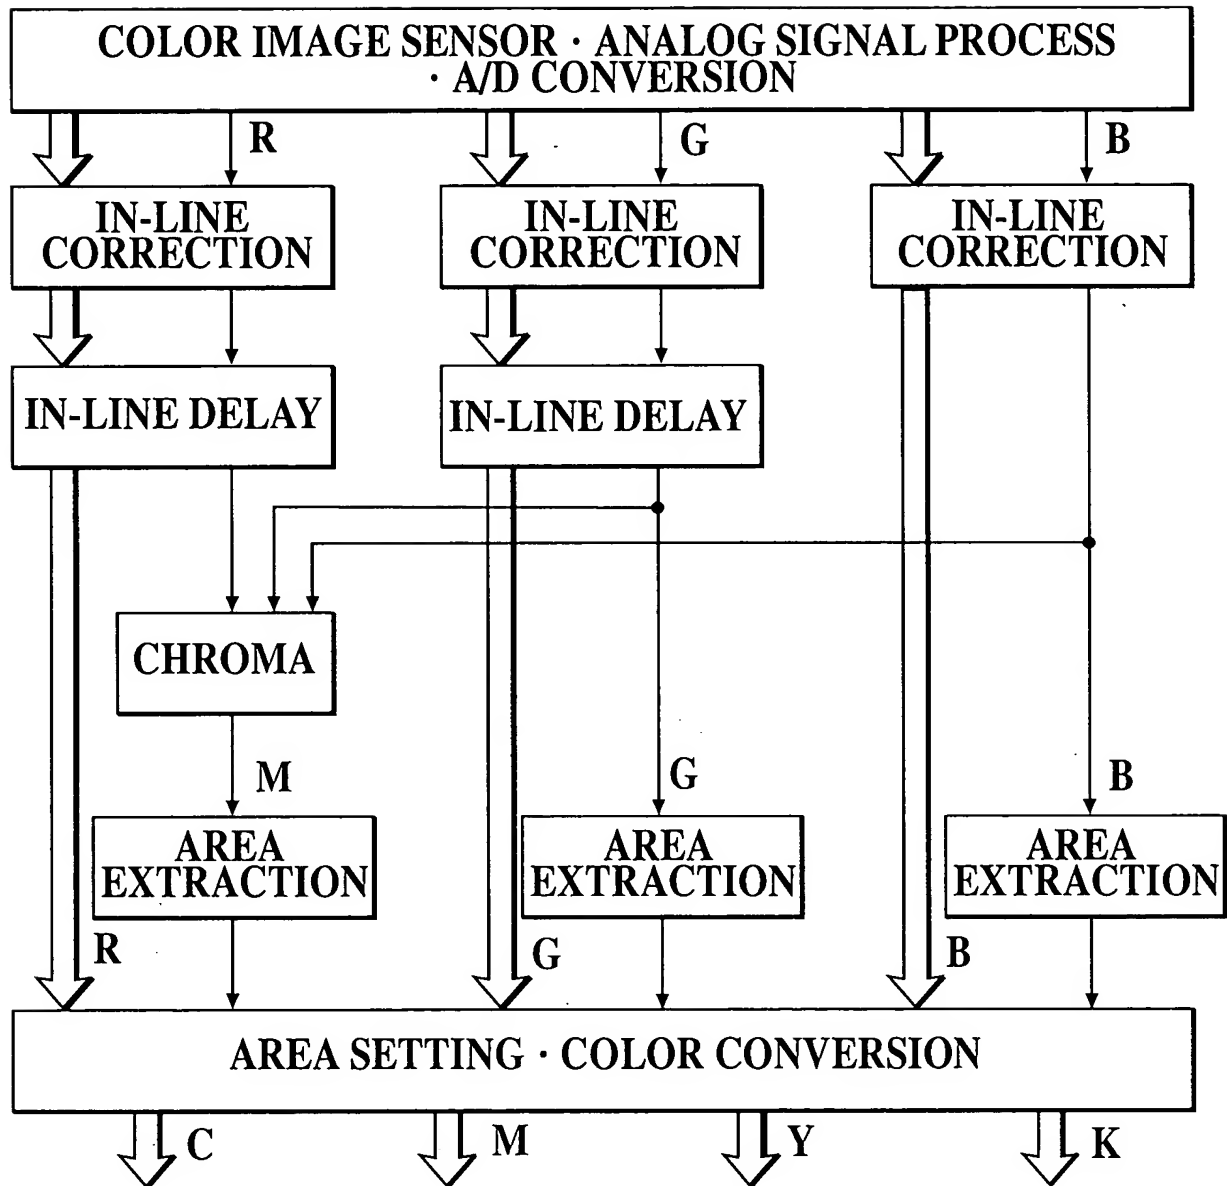 COLOR IMAGE SENSOR · ANALOG SIGNAL PROCESS
· A/D CONVERSION
R
G
B
IN-LINE
CORRECTION
IN-LINE
CORRECTION
IN-LINE
CORRECTION
IN-LINE DELAY
IN-LINE DELAY
CHROMA
M
G
B
AREA
EXTRACTION
AREA
EXTRACTION
AREA
EXTRACTION
R
G
B
AREA SETTING · COLOR CONVERSION
C
M
Y
K